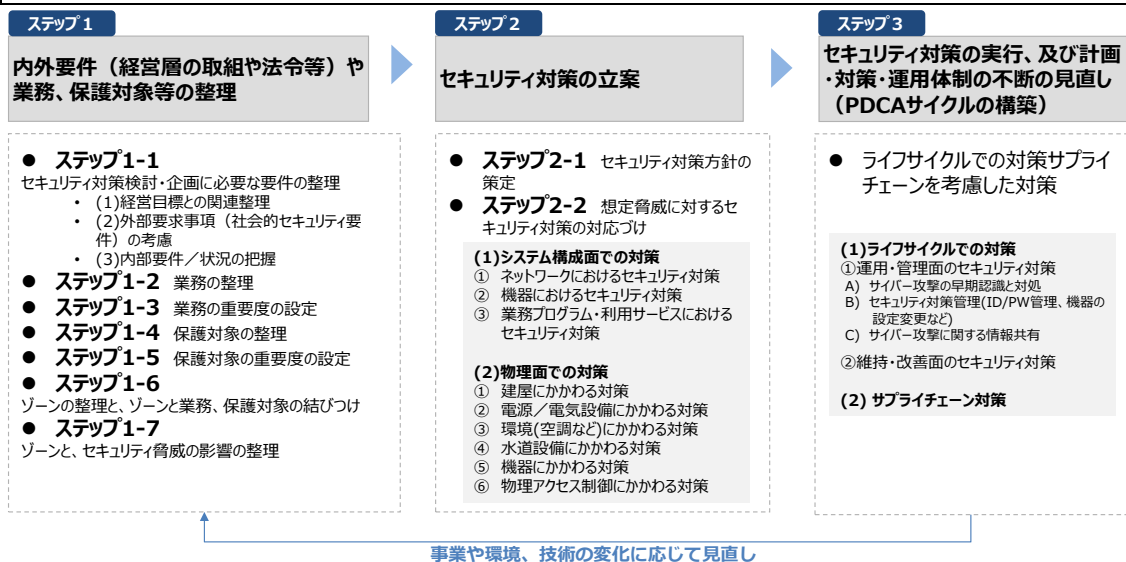 ステップ1
内外要件（経営層の取組や法令等）や
業務、保護対象等の整理
● ステップ1-1
セキュリティ対策検討・企画に必要な要件の整理
• (1)経営目標との関連整理
• (2)外部要求事項（社会的セキュリティ要
件）の考慮
• (3)内部要件／状況の把握
● ステップ1-2 業務の整理
● ステップ1-3 業務の重要度の設定
● ステップ1-4 保護対象の整理
● ステップ1-5 保護対象の重要度の設定
● ステップ1-6
ゾーンの整理と、ゾーンと業務、保護対象の結びつけ
● ステップ1-7
ゾーンと、セキュリティ脅威の影響の整理
ステップ2
セキュリティ対策の立案
● ステップ2-1 セキュリティ対策方針の
策定
● ステップ2-2 想定脅威に対するセ
キュリティ対策の対応づけ
(1)システム構成面での対策
① ネットワークにおけるセキュリティ対策
② 機器におけるセキュリティ対策
③ 業務プログラム・利用サービスにおける
セキュリティ対策
(2)物理面での対策
① 建屋にかかわる対策
② 電源／電気設備にかかわる対策
③ 環境(空調など)にかかわる対策
④ 水道設備にかかわる対策
⑤ 機器にかかわる対策
⑥ 物理アクセス制御にかかわる対策
ステップ3
セキュリティ対策の実行、及び計画
・対策・運用体制の不断の見直し
（PDCAサイクルの構築）
● ライフサイクルでの対策サプライ
チェーンを考慮した対策
(1)ライフサイクルでの対策
①運用・管理面のセキュリティ対策
A) サイバー攻撃の早期認識と対処
B) セキュリティ対策管理(ID/PW管理、機器の
設定変更など)
C) サイバー攻撃に関する情報共有
②維持・改善面のセキュリティ対策
(2) サプライチェーン対策
事業や環境、技術の変化に応じて見直し